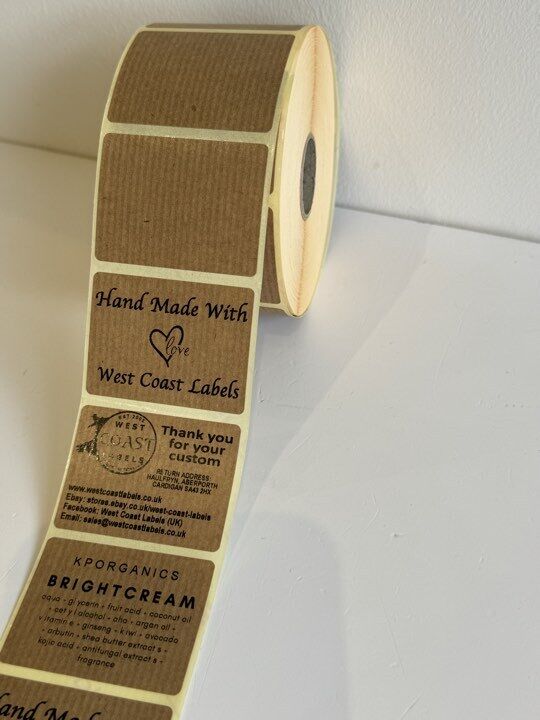 Hand Made With
love
West Coast Labels
WEST
COAST
LABELS
Thank you
for your
custom
RETURN ADDRESS:
HAULFRYN, ABERPORTH
CARDIGAN SA43 2HX
www.westcoastlabels.co.uk
Ebay: stores.ebay.co.uk/west-coast-labels
Facebook: West Coast Labels (UK)
Email: sales@westcoastlabels.co.uk
KPORGANICS
BRIGHTCREAM
aqua - glycerin - fruit acid - coconut oil
- cetyl alcohol - aha - argan oil -
vitamin e - ginseng - kiwi - avocado
- arbutin - shea butter extracts -
kojic acid - antifungal extracts -
fragrance
Hand Made